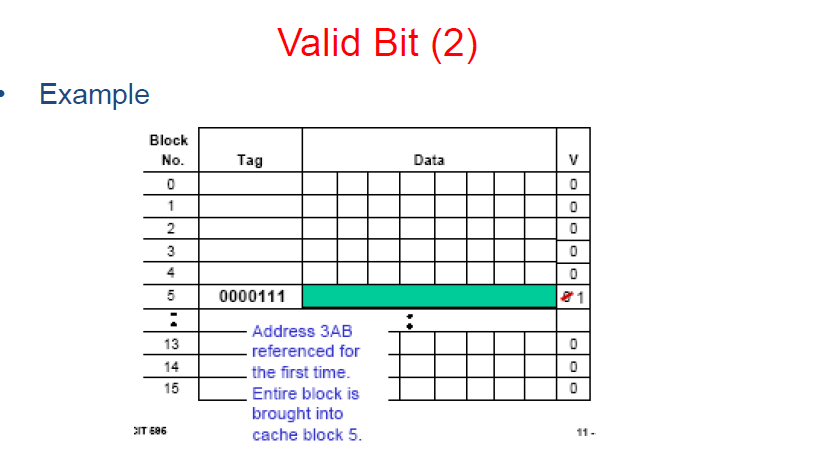 Valid Bit (2)
• Example
Block
No. Tag Data V
0 0
1 0
2 0
3 0
4 0
5 0000111 0 1
: :
13 0
14 0
15 0
Address 3AB
referenced for
the first time.
Entire block is
brought into
cache block 5.
CIT 595 11 -